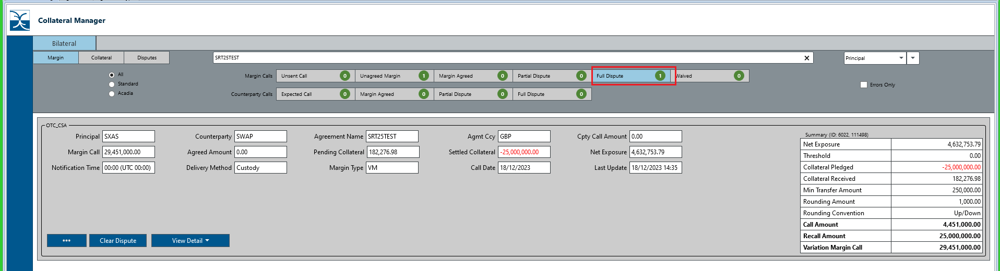 Collateral Manager
Bilateral
Margin Collateral Disputes SRT25TEST Principal
All
Standard
Acadia
Margin Calls Unsent Call 0 Unagreed Margin 1 Margin Agreed 0 Partial Dispute 0 Full Dispute 1 Waived 0
Errors Only
Counterparty Calls Expected Call 0 Margin Agreed 0 Partial Dispute 0 Full Dispute 0
OTC_CSA
Principal SXAS Counterparty SWAP Agreement Name SRT25TEST Agmt Ccy GBP Cpty Call Amount 0.00
Margin Call 29,451,000.00 Agreed Amount 0.00 Pending Collateral 182,276.98 Settled Collateral -25,000,000.00 Net Exposure 4,632,753.79
Notification Time 00:00 (UTC 00:00) Delivery Method Custody Margin Type VM Call Date 18/12/2023 Last Update 18/12/2023 14:35
Summary (ID: 6022, 111498)
Net Exposure 4,632,753.79
Threshold 0.00
Collateral Pledged -25,000,000.00
Collateral Received 182,276.98
Min Transfer Amount 250,000.00
Rounding Amount 1,000.00
Rounding Convention Up/Down
Call Amount 4,451,000.00
Recall Amount 25,000,000.00
Variation Margin Call 29,451,000.00
••• Clear Dispute View Detail